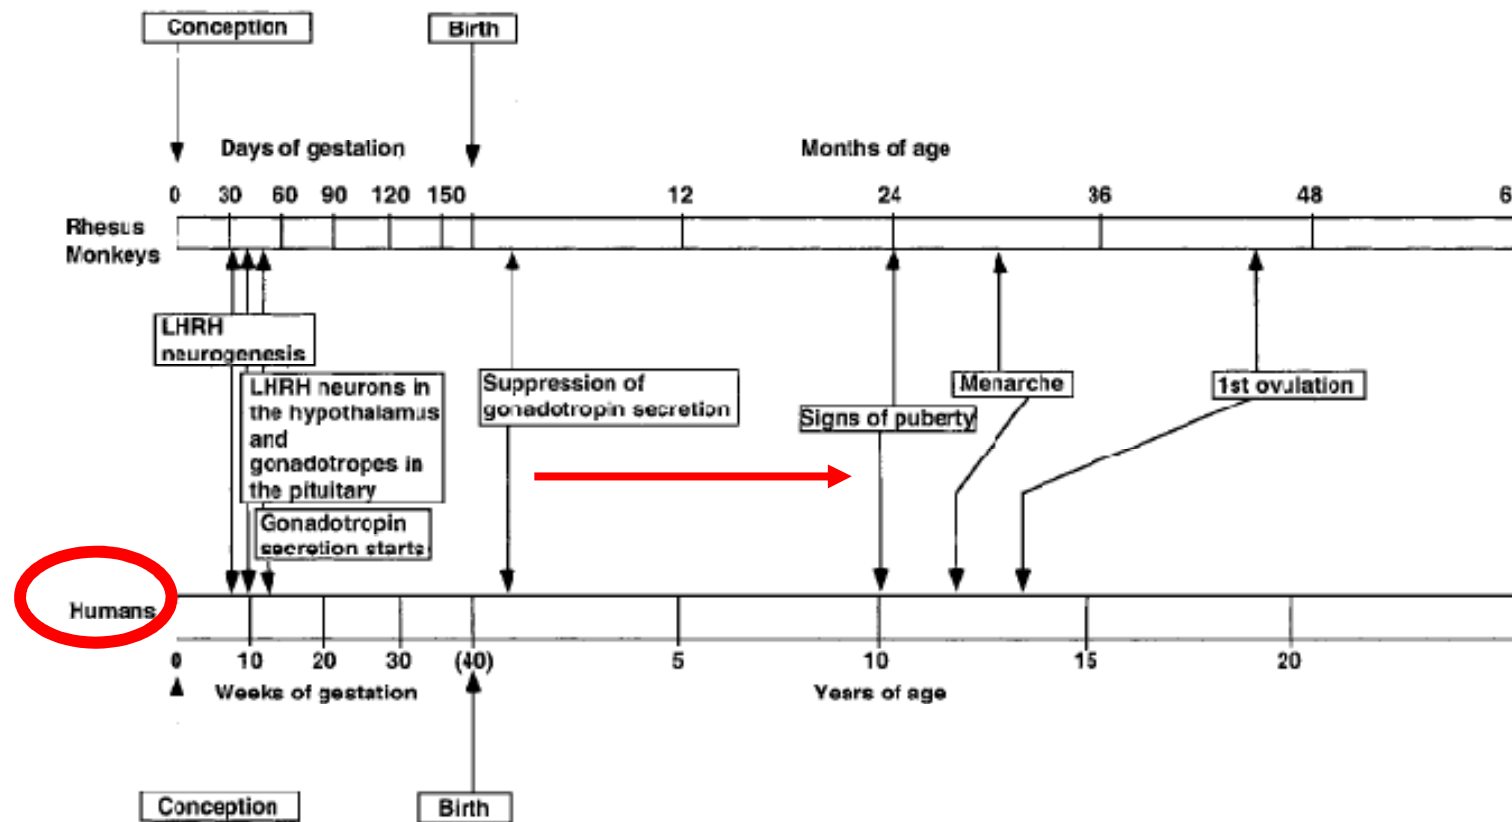 Conception
Birth
Days of gestation
Months of age
0 30 60 90 120 150 12 24 36 48 6
Rhesus
Monkeys
LHRH
neurogenesis
LHRH neurons in
the hypothalamus
and
gonadotropes in
the pituitary
Gonadotropin
secretion starts
Suppression of
gonadotropin secretion
Signs of puberty
Menarche
1st ovulation
Humans
0 10 20 30 (40) 5 10 15 20
Weeks of gestation
Years of age
Conception
Birth